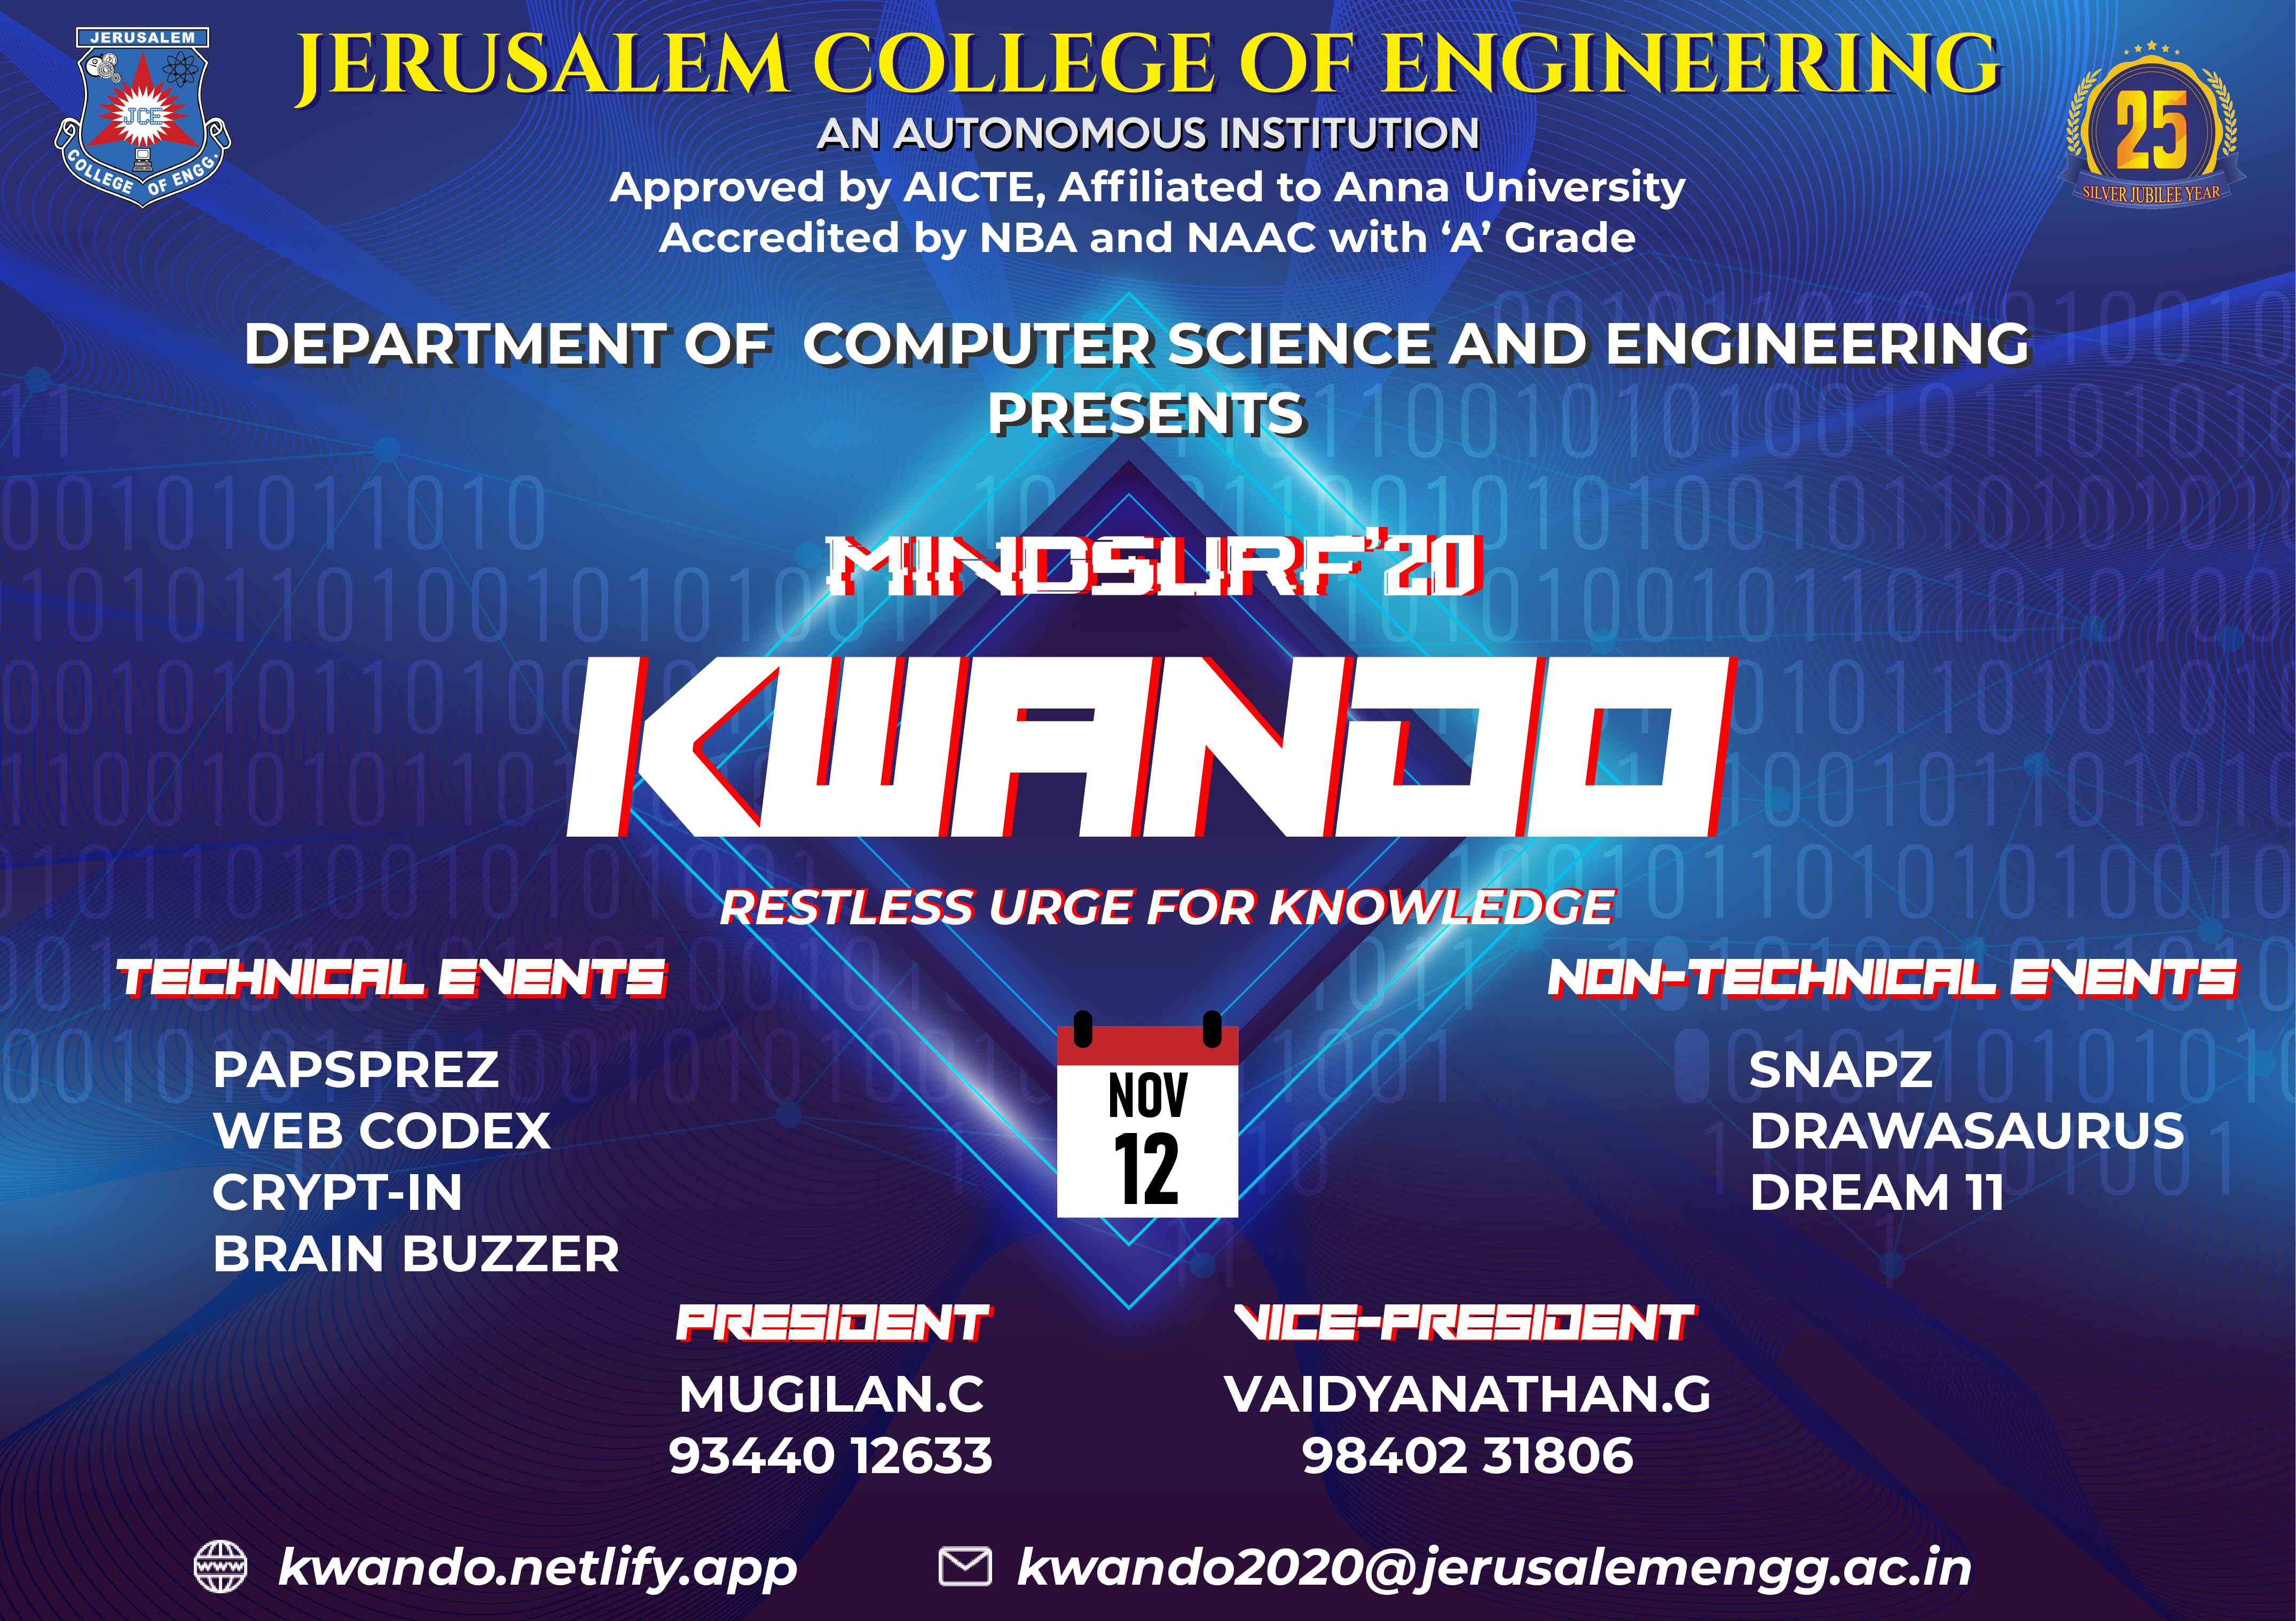 JERUSALEM
JCE
COLLEGE OF ENGG.
JERUSALEM COLLEGE OF ENGINEERING
AN AUTONOMOUS INSTITUTION
Approved by AICTE, Affiliated to Anna University
Accredited by NBA and NAAC with ‘A’ Grade
25
SILVER JUBILEE YEAR
DEPARTMENT OF COMPUTER SCIENCE AND ENGINEERING
PRESENTS
MINDSURF’20
KWANDO
RESTLESS URGE FOR KNOWLEDGE
TECHNICAL EVENTS
PAPSPREZ
WEB CODEX
CRYPT-IN
BRAIN BUZZER
NOV
12
NON-TECHNICAL EVENTS
SNAPZ
DRAWASAURUS
DREAM 11
PRESIDENT
MUGILAN.C
93440 12633
VICE-PRESIDENT
VAIDYANATHAN.G
98402 31806
www
kwando.netlify.app
kwando2020@jerusalemengg.ac.in